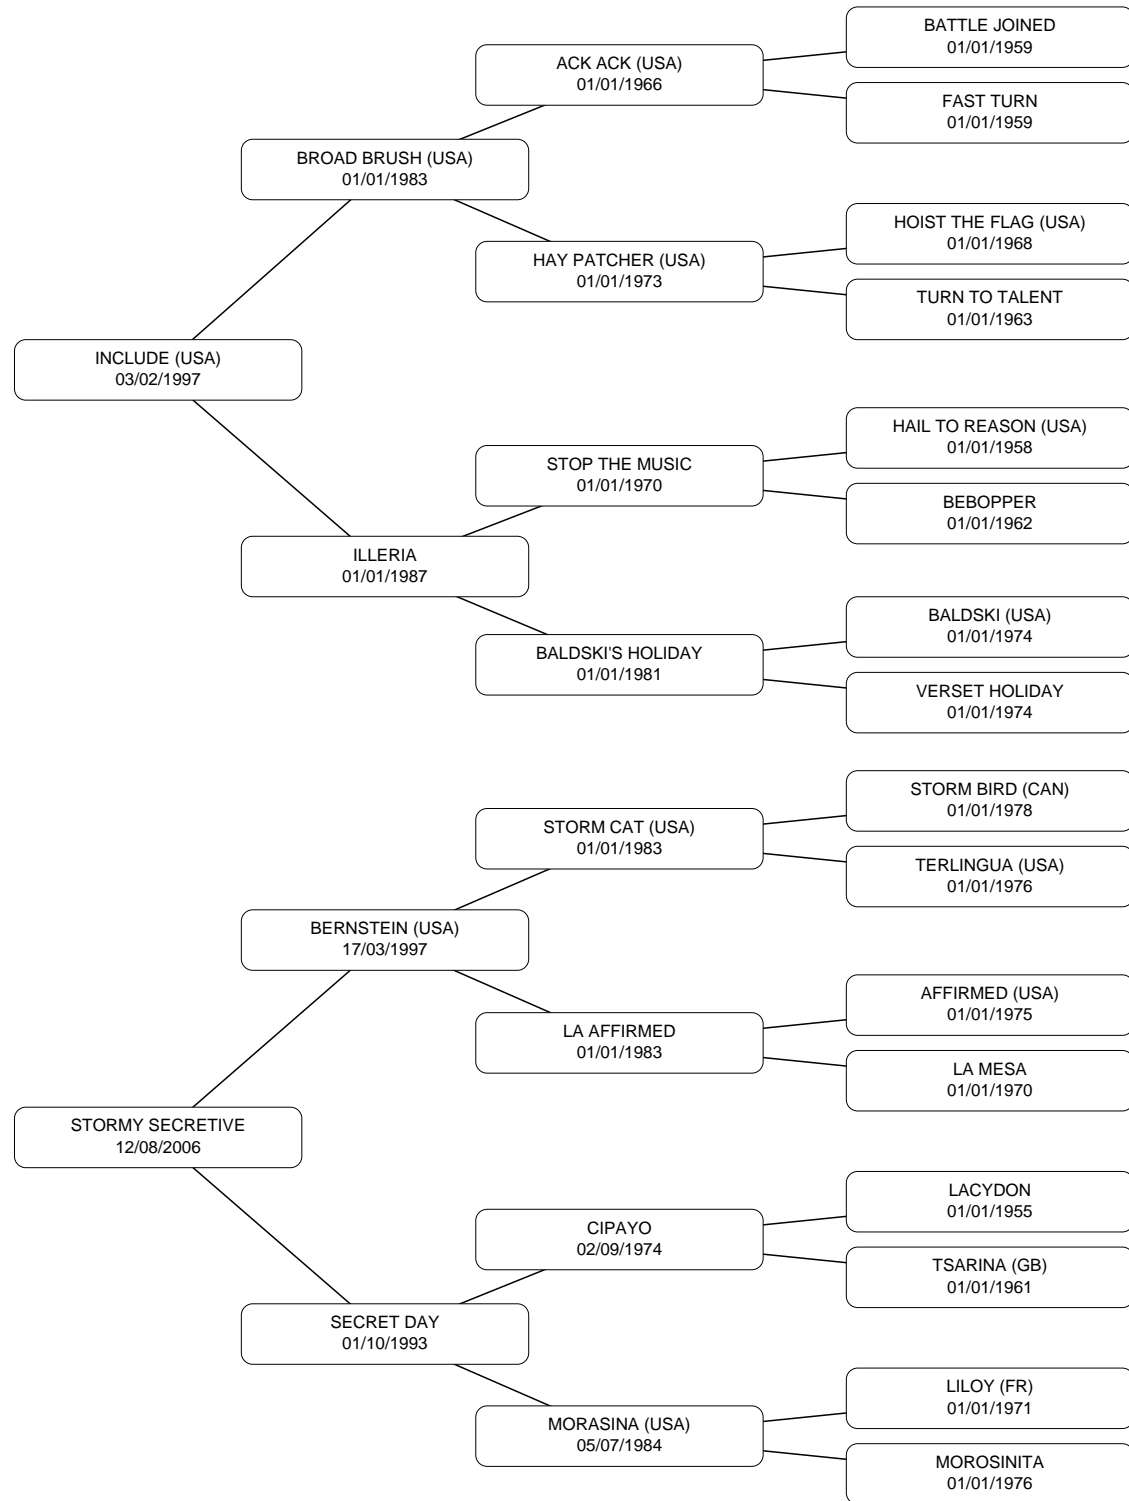 BATTLE JOINED
01/01/1959
ACK ACK (USA)
01/01/1966
FAST TURN
01/01/1959
BROAD BRUSH (USA)
01/01/1983
HOIST THE FLAG (USA)
01/01/1968
HAY PATCHER (USA)
01/01/1973
TURN TO TALENT
01/01/1963
INCLUDE (USA)
03/02/1997
HAIL TO REASON (USA)
01/01/1958
STOP THE MUSIC
01/01/1970
BEBOPPER
01/01/1962
ILLERIA
01/01/1987
BALDSKI (USA)
01/01/1974
BALDSKI'S HOLIDAY
01/01/1981
VERSET HOLIDAY
01/01/1974
STORM BIRD (CAN)
01/01/1978
STORM CAT (USA)
01/01/1983
TERLINGUA (USA)
01/01/1976
BERNSTEIN (USA)
17/03/1997
AFFIRMED (USA)
01/01/1975
LA AFFIRMED
01/01/1983
LA MESA
01/01/1970
STORMY SECRETIVE
12/08/2006
LACYDON
01/01/1955
CIPAYO
02/09/1974
TSARINA (GB)
01/01/1961
SECRET DAY
01/10/1993
LILOY (FR)
01/01/1971
MORASINA (USA)
05/07/1984
MOROSINITA
01/01/1976